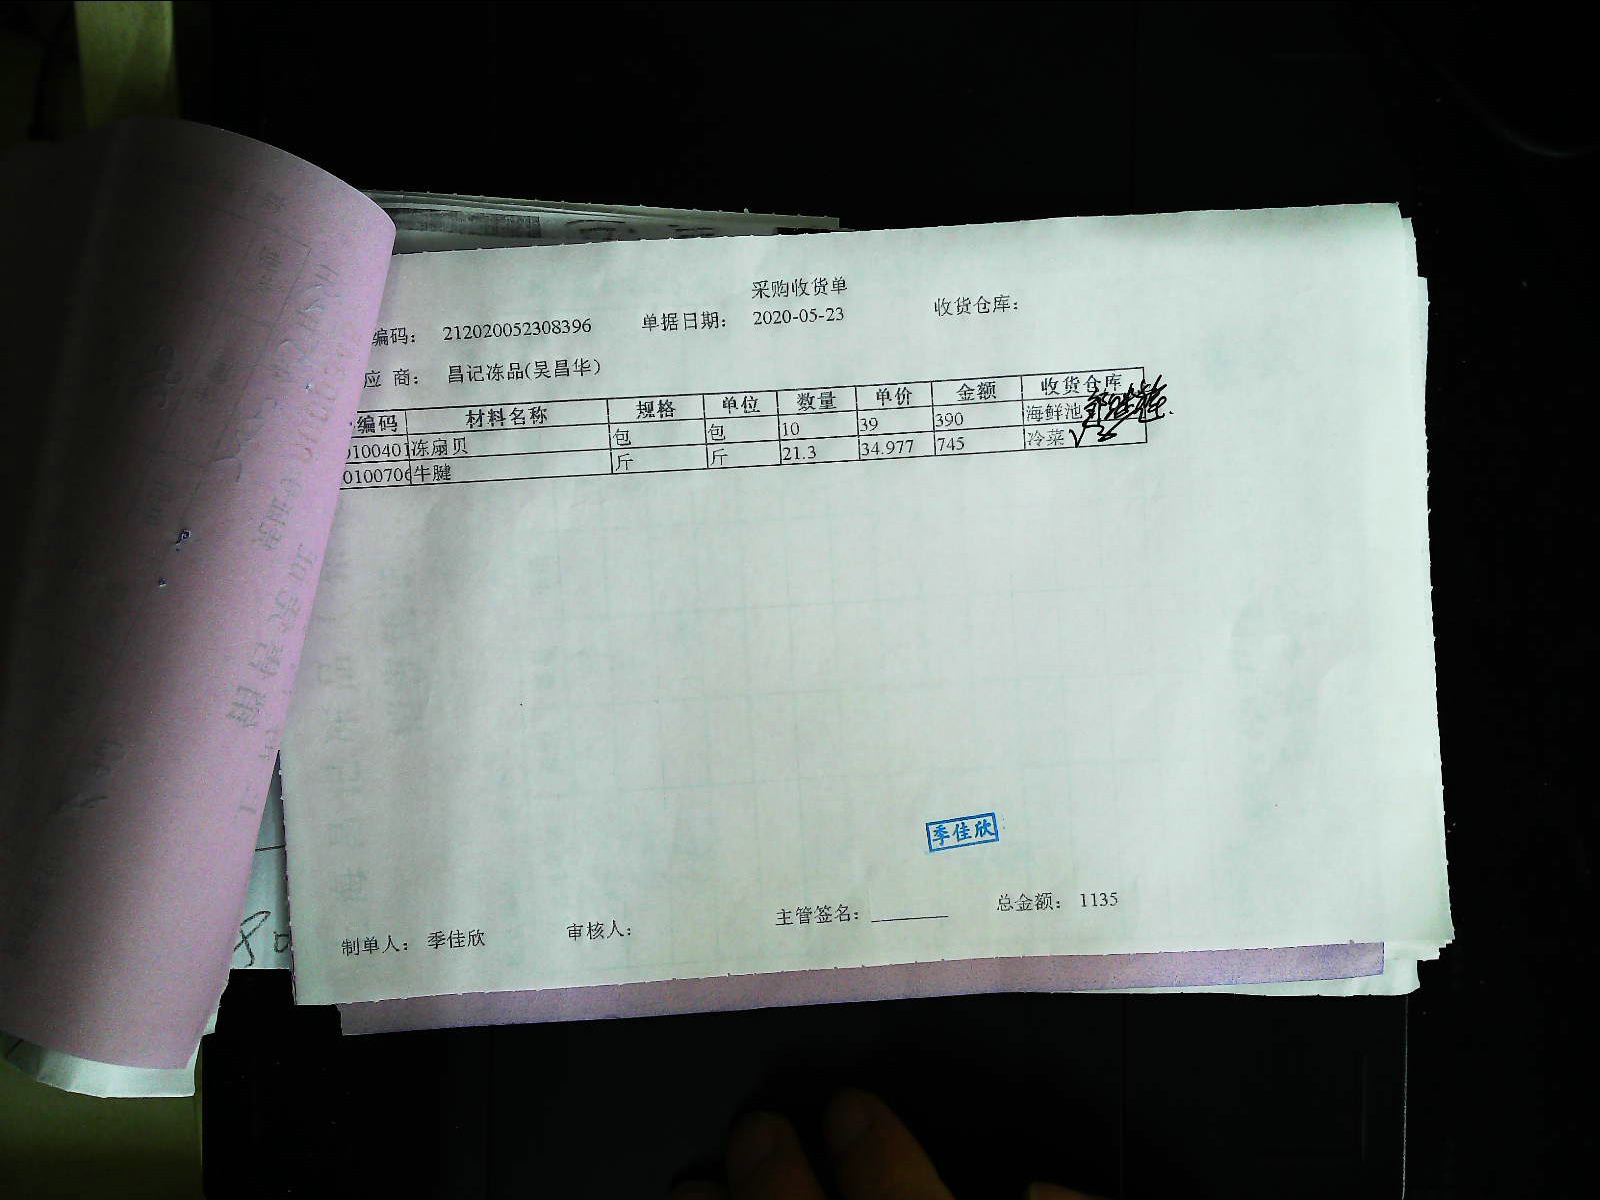 采购收货单
编码： 212020052308396 单据日期： 2020-05-23 收货仓库：
应 商： 昌记冻品(吴昌华)
编码 材料名称 规格 单位 数量 单价 金额 收货仓库
0100401 冻扇贝 包 包 10 39 390 海鲜池
0100706 牛腱 斤 斤 21.3 34.977 745 冷菜
季佳欣
制单人： 季佳欣 审核人： 主管签名： 总金额： 1135